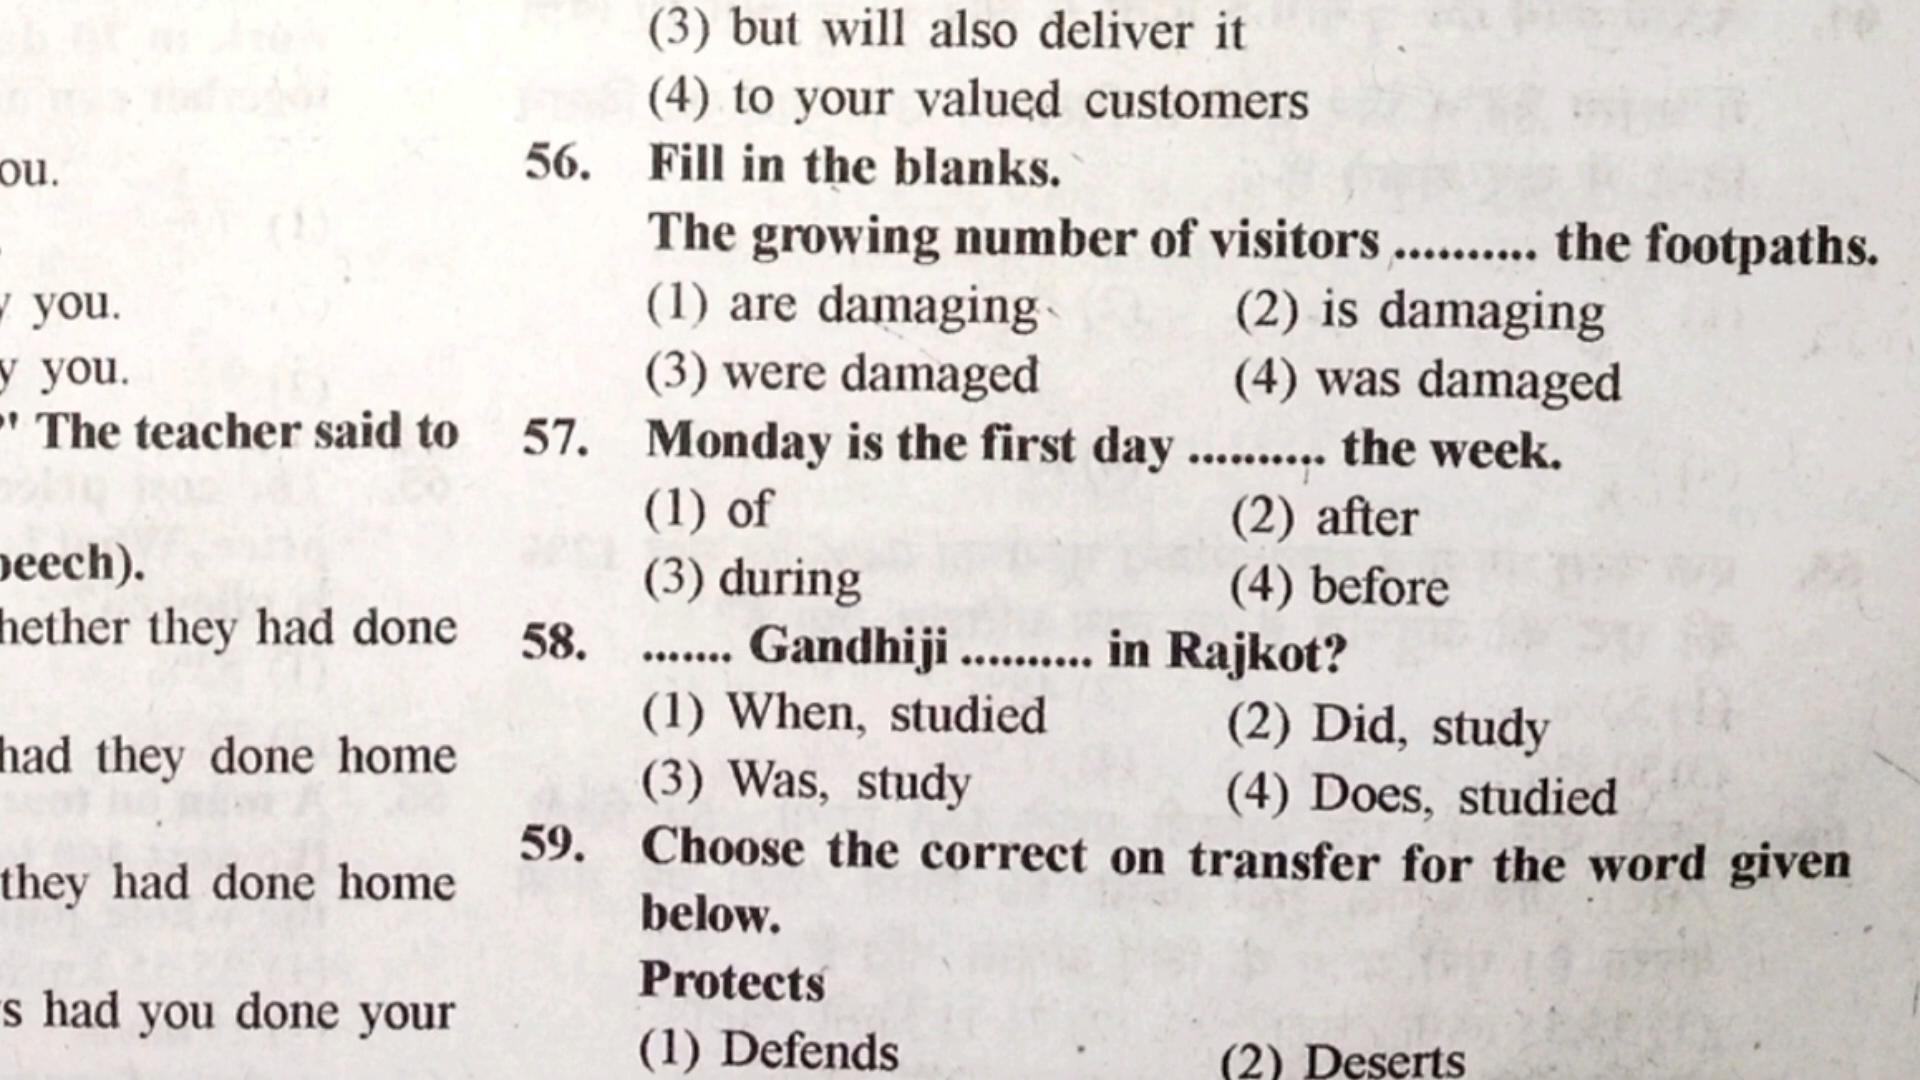 ou.
y you.
y you.
" The teacher said to
peech).
hether they had done
had they done home
they had done home
s had you done your
(3) but will also deliver it
(4) to your valued customers
56. Fill in the blanks.
The growing number of visitors .......... the footpaths.
(1) are damaging (2) is damaging
(3) were damaged (4) was damaged
57. Monday is the first day .......... the week.
(1) of (2) after
(3) during (4) before
58. ....... Gandhiji .......... in Rajkot?
(1) When, studied (2) Did, study
(3) Was, study (4) Does, studied
59. Choose the correct on transfer for the word given
below.
Protects
(1) Defends (2) Deserts